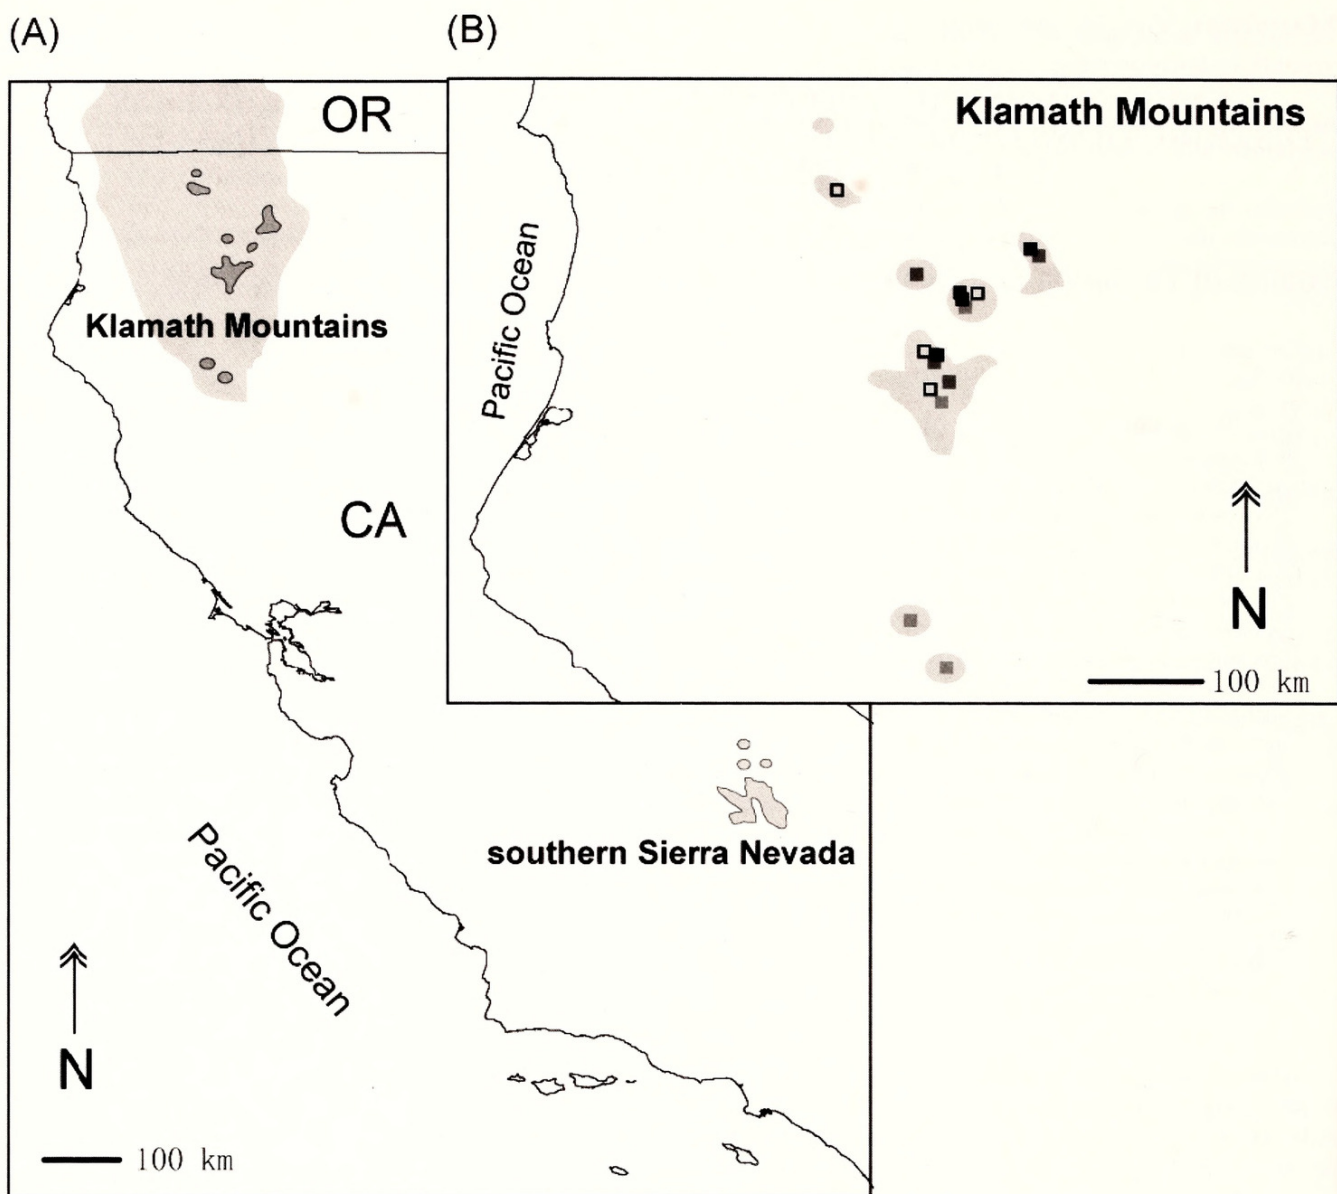 (A)
(B)
OR
Klamath Mountains
Klamath Mountains
Pacific Ocean
CA
N
100 km
southern Sierra Nevada
Pacific Ocean
N
100 km